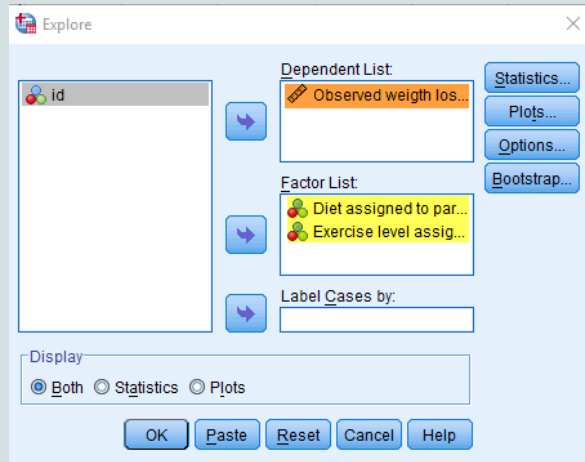 Explore
id
Dependent List:
Observed weigth los...
Factor List:
Diet assigned to par...
Exercise level assig...
Label Cases by:
Statistics...
Plots...
Options...
Bootstrap...
Display
Both Statistics Plots
OK Paste Reset Cancel Help